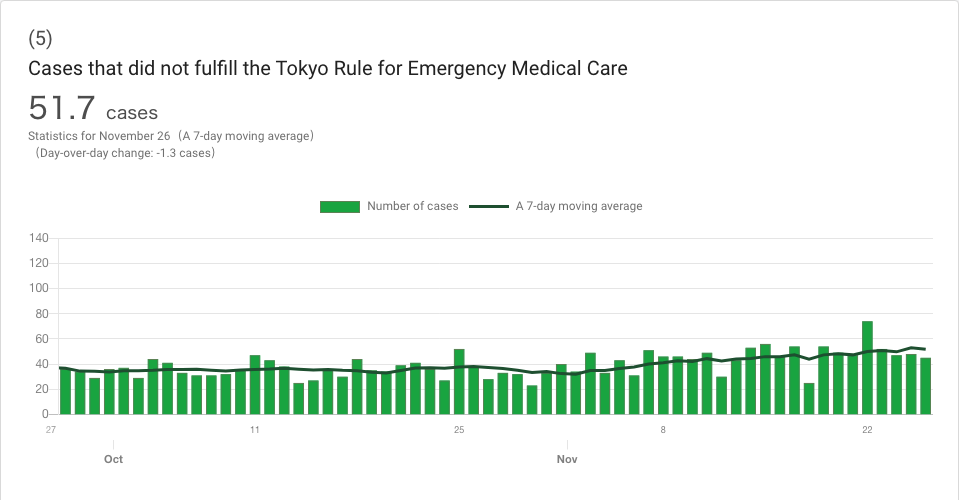 (5)
Cases that did not fulfill the Tokyo Rule for Emergency Medical Care
51.7 cases
Statistics for November 26（A 7-day moving average）
（Day-over-day change: -1.3 cases）
Number of cases A 7-day moving average
140
120
100
80
60
40
20
0
27 11 25 8 22
Oct Nov